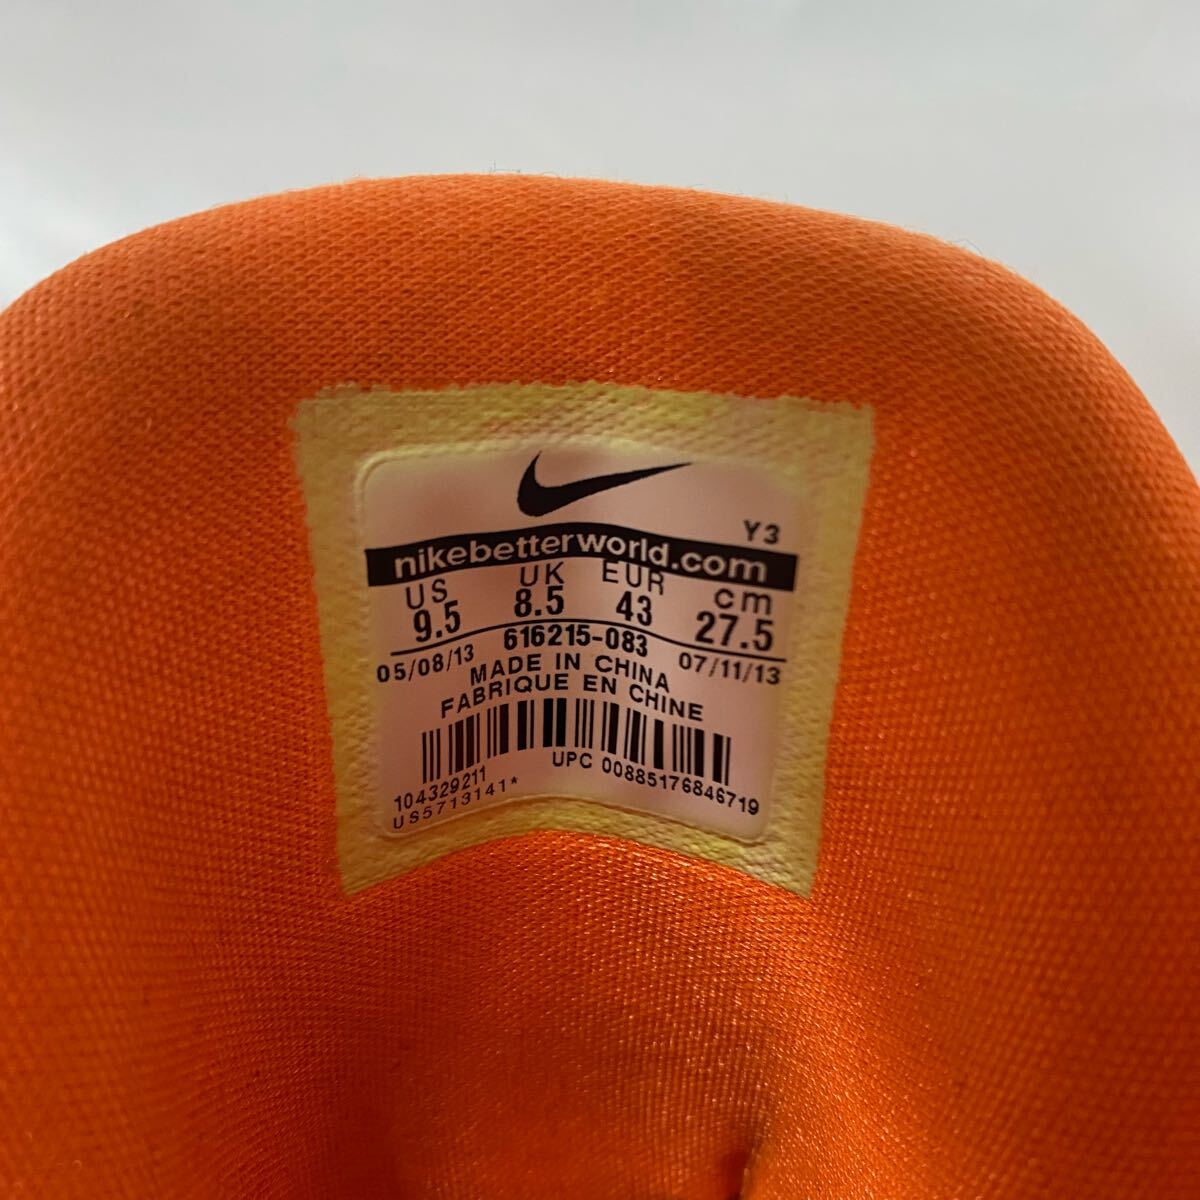 Y3
nikebetterworld.com
US UK EUR cm
9.5 8.5 43 27.5
05/08/13 616215-083 07/11/13
MADE IN CHINA
FABRIQUE EN CHINE
104329211 UPC 00885176846719
US5713141*